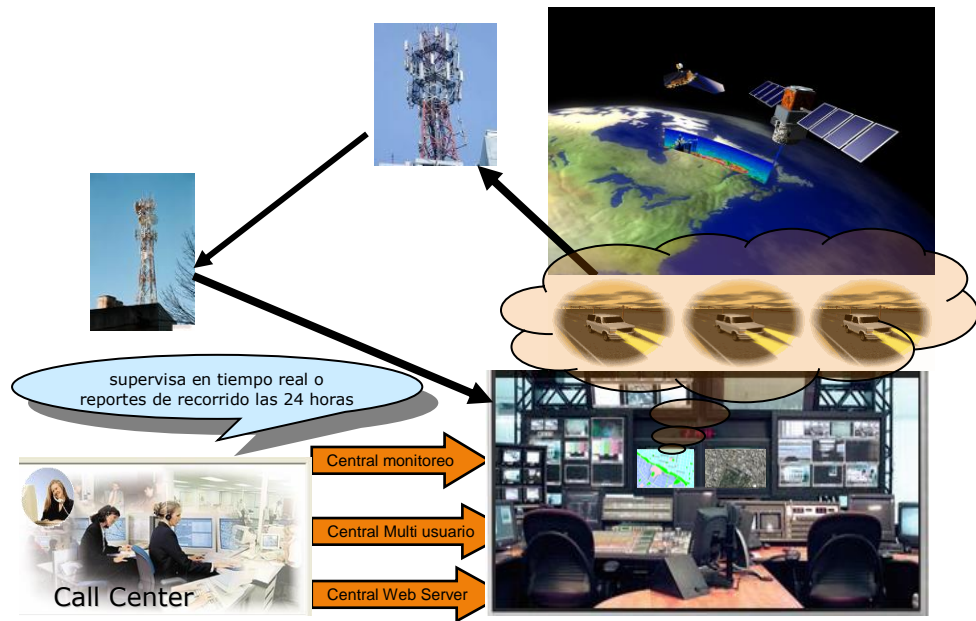 supervisa en tiempo real o
reportes de recorrido las 24 horas
Central monitoreo
Central Multi usuario
Central Web Server
Call Center